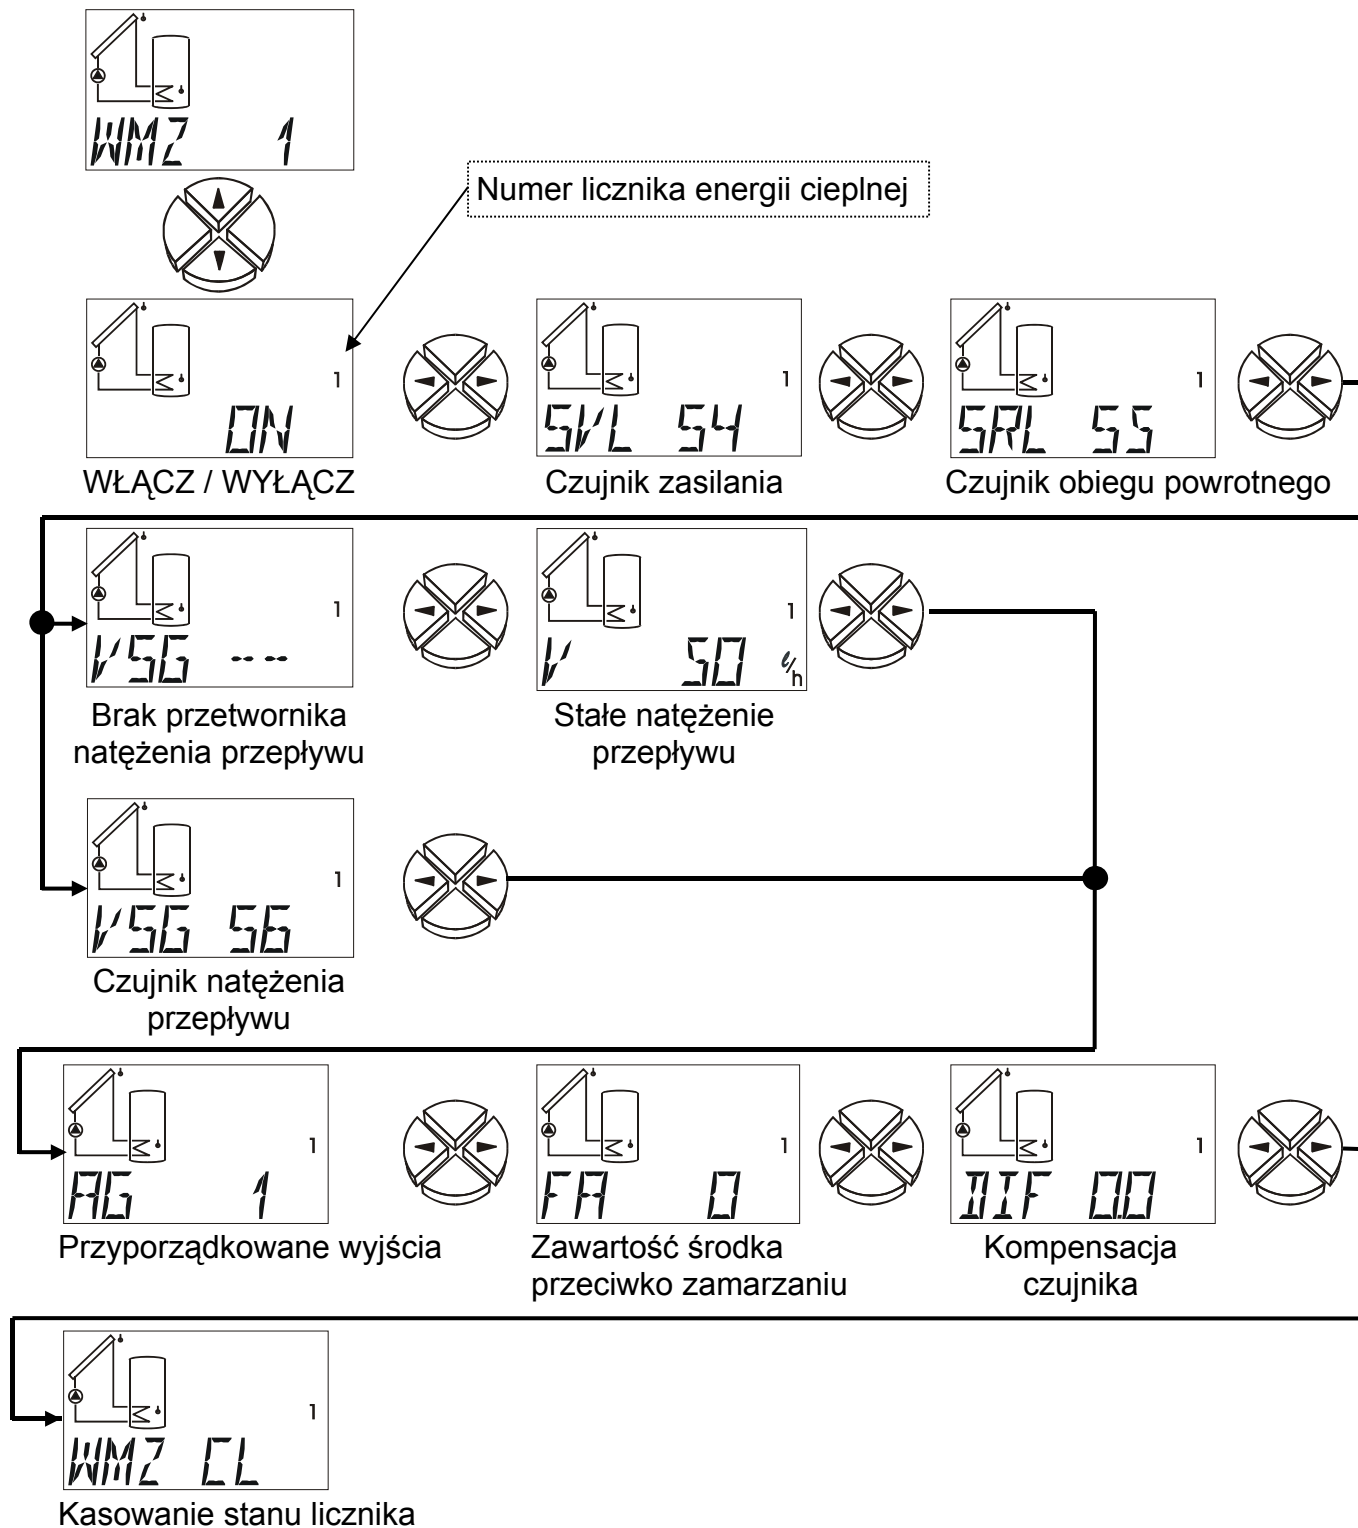 WMZ 1
Numer licznika energii cieplnej
1
ON
WŁĄCZ / WYŁĄCZ
1
SVL S4
Czujnik zasilania
1
SRL S5
Czujnik obiegu powrotnego
1
VSG --
Brak przetwornika
natężenia przepływu
1
V 50 l/h
Stałe natężenie
przepływu
1
VSG S6
Czujnik natężenia
przepływu
1
AG 1
Przyporządkowane wyjścia
1
FA 0
Zawartość środka
przeciwko zamarzaniu
1
DIF 0.0
Kompensacja
czujnika
1
WMZ CL
Kasowanie stanu licznika